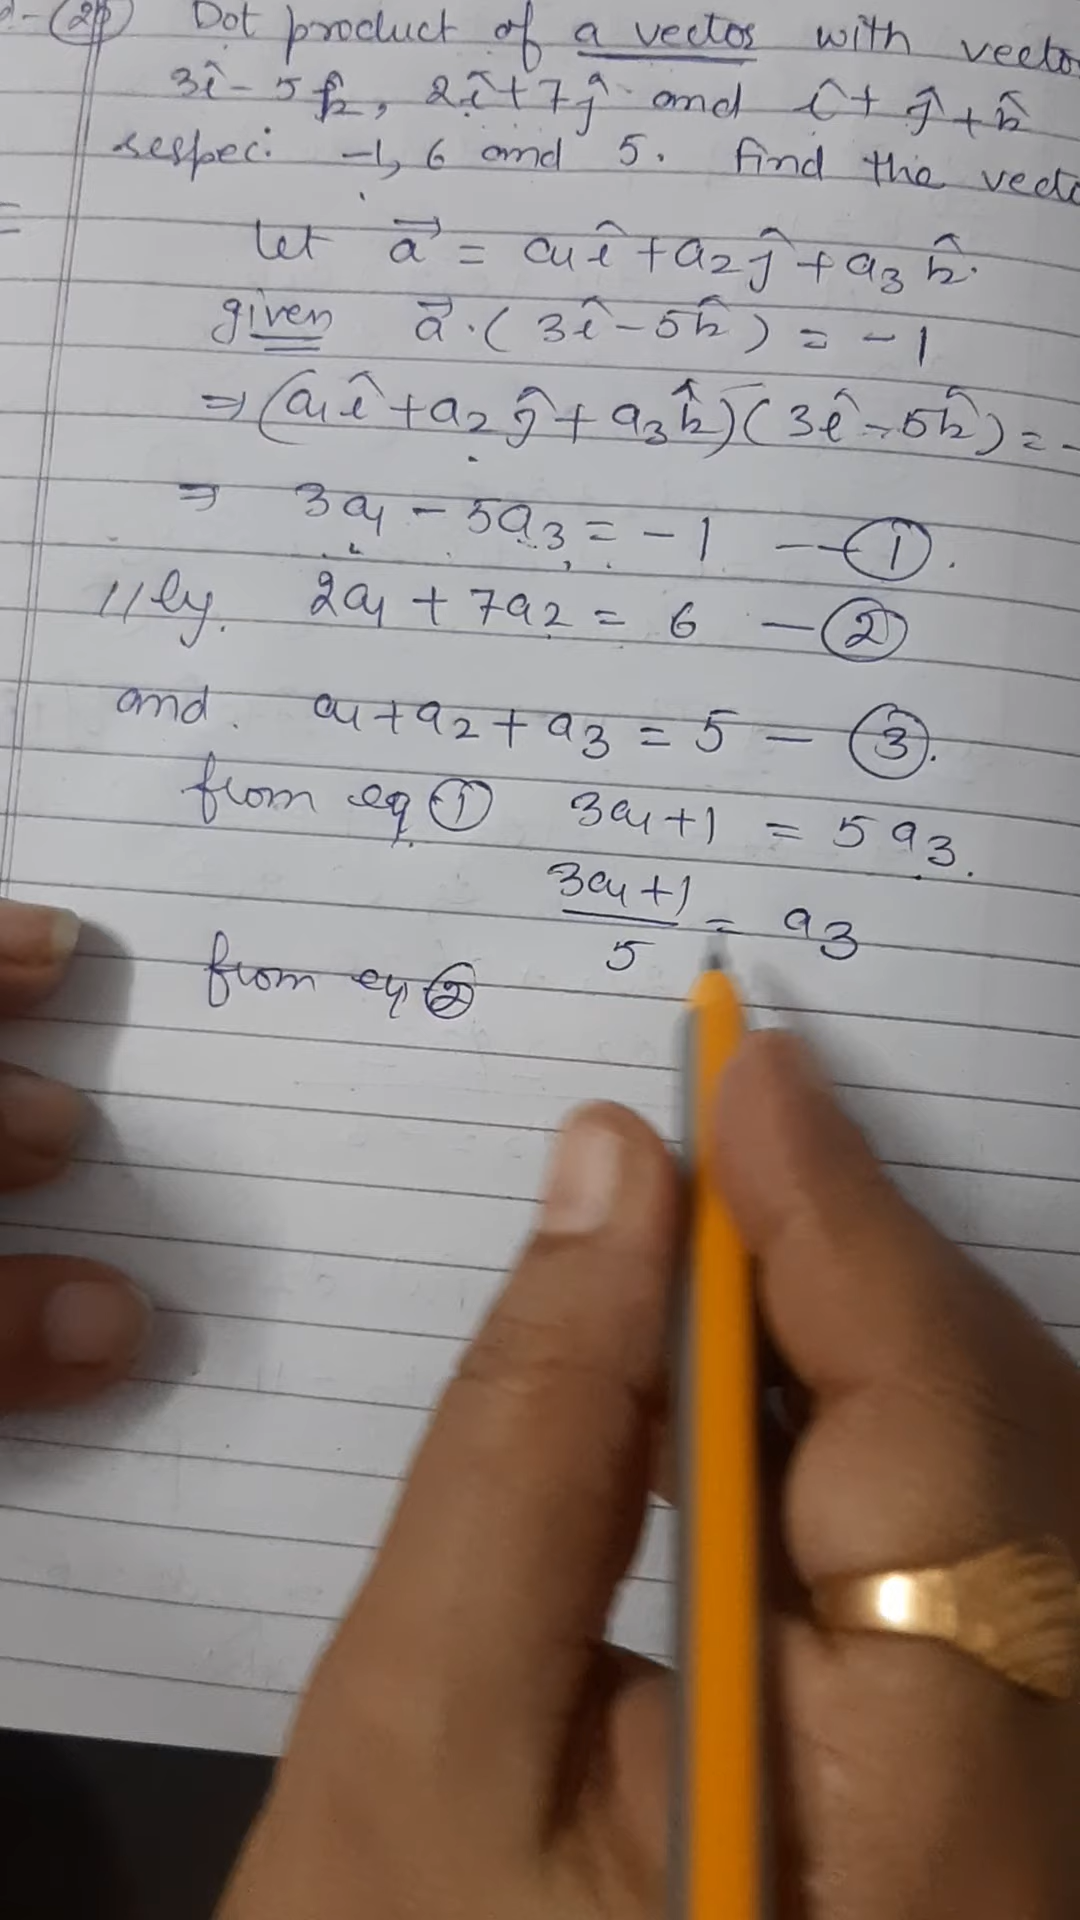 Dot product of a vector with vecto
3î - 5k̂, 2î + 7ĵ and î + ĵ + k̂
respec: -1, 6 and 5. find the vect
let a⃗ = a₁î + a₂ĵ + a₃k̂.
given a⃗ · (3î - 5k̂) = -1
⇒ (a₁î + a₂ĵ + a₃k̂)(3î - 5k̂) = -
⇒ 3a₁ - 5a₃ = -1 — ①.
//ly. 2a₁ + 7a₂ = 6 — ②
and. a₁ + a₂ + a₃ = 5 — ③.
from eq ① 3a₁ + 1 = 5a₃.
(3a₁ + 1)/5 = a₃
from eq ②